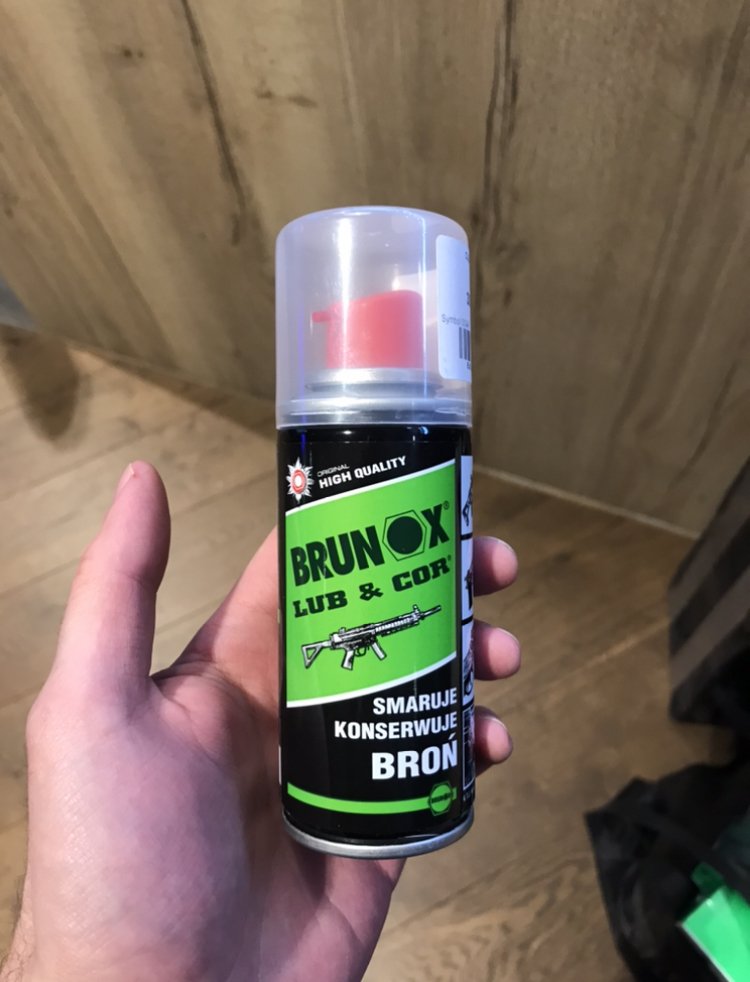 ORIGINAL
HIGH QUALITY
BRUNOX®
LUB & COR®
SMARUJE
KONSERWUJE
BROŃ